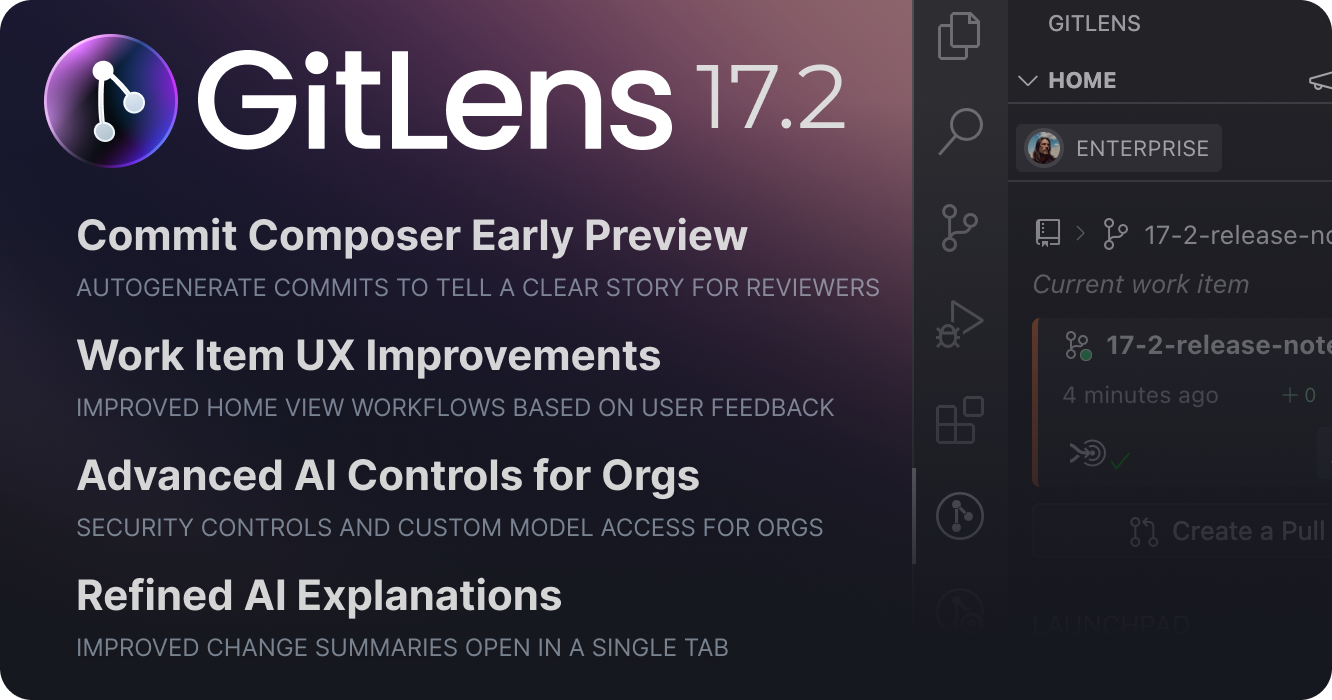 GitLens 17.2
Commit Composer Early Preview
AUTOGENERATE COMMITS TO TELL A CLEAR STORY FOR REVIEWERS
Work Item UX Improvements
IMPROVED HOME VIEW WORKFLOWS BASED ON USER FEEDBACK
Advanced AI Controls for Orgs
SECURITY CONTROLS AND CUSTOM MODEL ACCESS FOR ORGS
Refined AI Explanations
IMPROVED CHANGE SUMMARIES OPEN IN A SINGLE TAB
GITLENS
HOME
ENTERPRISE
17-2-release-no
Current work item
17-2-release-note
4 minutes ago +0
Create a Pull
LAUNCHPAD